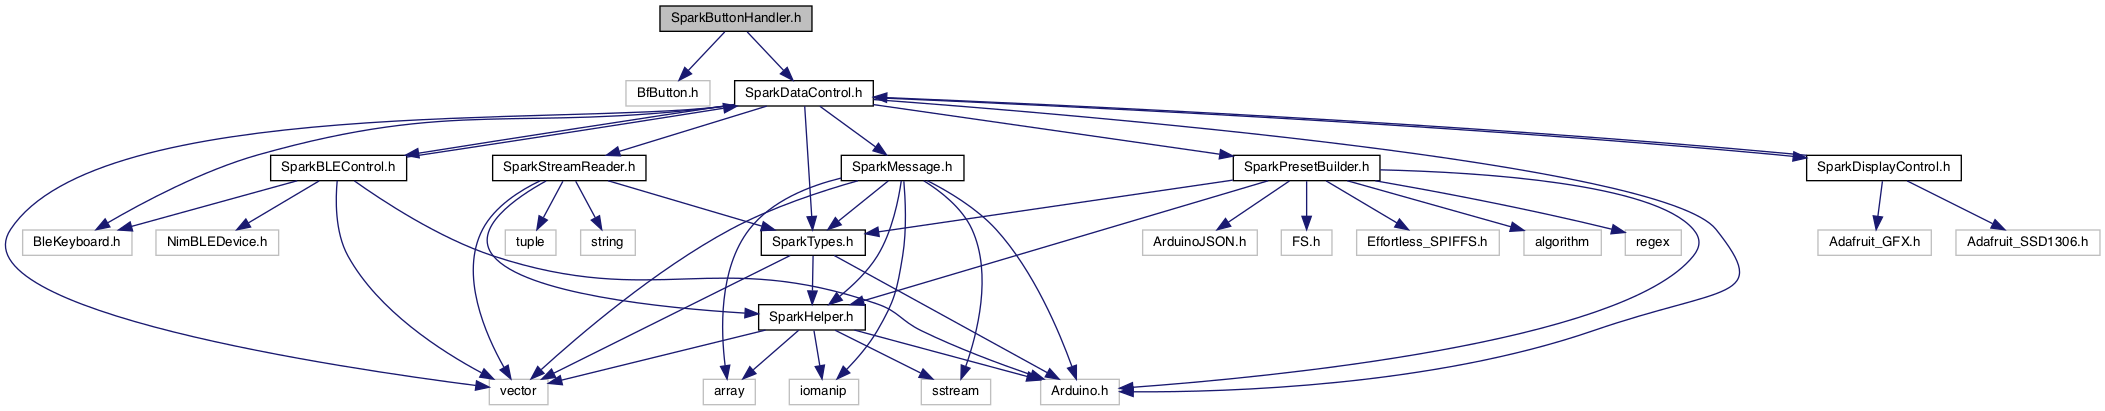 SparkButtonHandler.h
BfButton.h
SparkDataControl.h
SparkBLEControl.h
SparkStreamReader.h
SparkMessage.h
SparkPresetBuilder.h
SparkDisplayControl.h
BleKeyboard.h
NimBLEDevice.h
tuple
string
SparkTypes.h
ArduinoJSON.h
FS.h
Effortless_SPIFFS.h
algorithm
regex
Adafruit_GFX.h
Adafruit_SSD1306.h
SparkHelper.h
vector
array
iomanip
sstream
Arduino.h